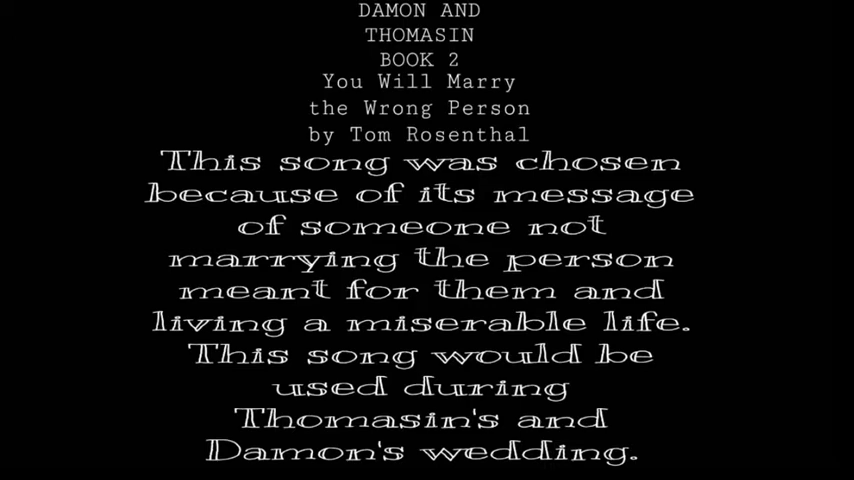 DAMON AND
THOMASIN
BOOK 2
You Will Marry
the Wrong Person
by Tom Rosenthal
This song was chosen
because of its message
of someone not
marrying the person
meant for them and
living a miserable life.
This song would be
used during
Thomasin's and
Damon's wedding.